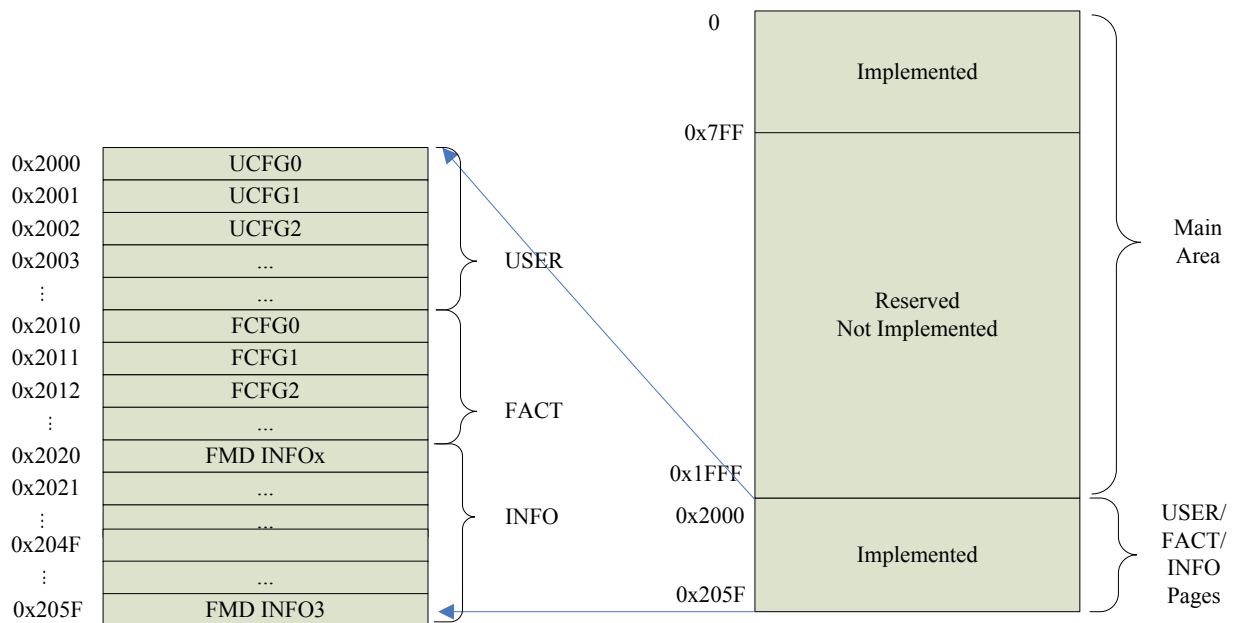 0x2000 UCFG0
0x2001 UCFG1
0x2002 UCFG2
0x2003 ...
⋮ ...
USER
0x2010 FCFG0
0x2011 FCFG1
0x2012 FCFG2
⋮ ...
FACT
0x2020 FMD INFOx
0x2021 ...
⋮ ...
0x204F
⋮ ...
0x205F FMD INFO3
INFO
0
Implemented
0x7FF
Reserved
Not Implemented
0x1FFF
Main
Area
0x2000
Implemented
0x205F
USER/
FACT/
INFO
Pages